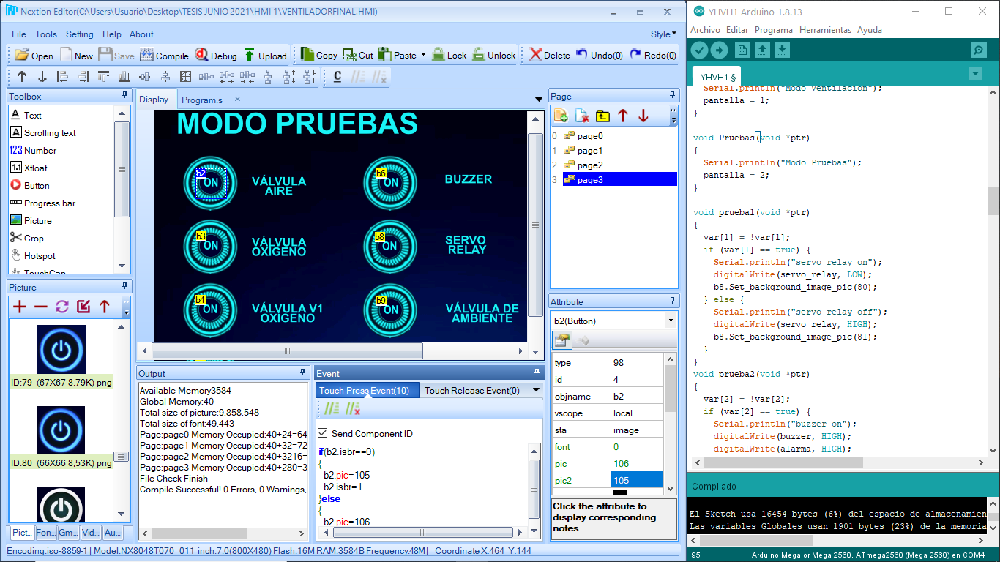 Nextion Editor(C:\Users\Usuario\Desktop\TESIS JUNIO 2021\HMI 1\VENTILADORFINAL.HMI)
File Tools Setting Help About
Style
Open New Save Compile Debug Upload Copy Cut Paste Lock Unlock Delete Undo(0) Redo(0)
Toolbox
Text
Scrolling text
Number
Xfloat
Button
Progress bar
Picture
Crop
Hotspot
TouchCap
Picture
ID:79 (67X67 8,79K) png
ID:80 (66X66 8,53K) png
Pict.. Fon.. Gm.. Vid.. Au..
Display Program.s
MODO PRUEBAS
b2
ON
VÁLVULA
AIRE
b6
ON
BUZZER
b3
ON
VÁLVULA
OXÍGENO
b8
ON
SERVO
RELAY
b4
ON
VÁLVULA V1
OXÍGENO
b9
ON
VÁLVULA DE
AMBIENTE
Output
Available Memory3584
Global Memory:40
Total size of picture:9,858,548
Total size of font:49,443
Page:page0 Memory Occupied:40+24=64
Page:page1 Memory Occupied:40+32=72
Page:page2 Memory Occupied:40+3216=
Page:page3 Memory Occupied:40+280=3
File Check Finish
Compile Successful! 0 Errors, 0 Warnings,
Event
Touch Press Event(10) Touch Release Event(0)
Send Component ID
if(b2.isbr==0)
{
b2.pic=105
b2.isbr=1
}else
{
b2.pic=106
Page
0 page0
1 page1
2 page2
3 page3
Attribute
b2(Button)
type 98
id 4
objname b2
vscope local
sta image
font 0
pic 106
pic2 105
Click the attribute to
display corresponding
notes
Encoding:iso-8859-1| Model:NX8048T070_011 inch:7.0(800X480) Flash:16M RAM:3584B Frequency:48M| Coordinate X:464 Y:144
YHVH1 Arduino 1.8.13
Archivo Editar Programa Herramientas Ayuda
YHVH1 §
Serial.println("Modo Ventilacion");
pantalla = 1;
}
void Pruebas(void *ptr)
{
Serial.println("Modo Pruebas");
pantalla = 2;
}
void prueba1(void *ptr)
{
var[1] = !var[1];
if (var[1] == true) {
Serial.println("servo relay on");
digitalWrite(servo_relay, LOW);
b8.Set_background_image_pic(80);
} else {
Serial.println("servo relay off");
digitalWrite(servo_relay, HIGH);
b8.Set_background_image_pic(81);
}
}
void prueba2(void *ptr)
{
var[2] = !var[2];
if (var[2] == true) {
Serial.println("buzzer on");
digitalWrite(buzzer, HIGH);
digitalWrite(alarma, HIGH);
Compilado
El Sketch usa 16454 bytes (6%) del espacio de almacenamien
Las variables Globales usan 1901 bytes (23%) de la memoria
95
Arduino Mega or Mega 2560, ATmega2560 (Mega 2560) en COM4